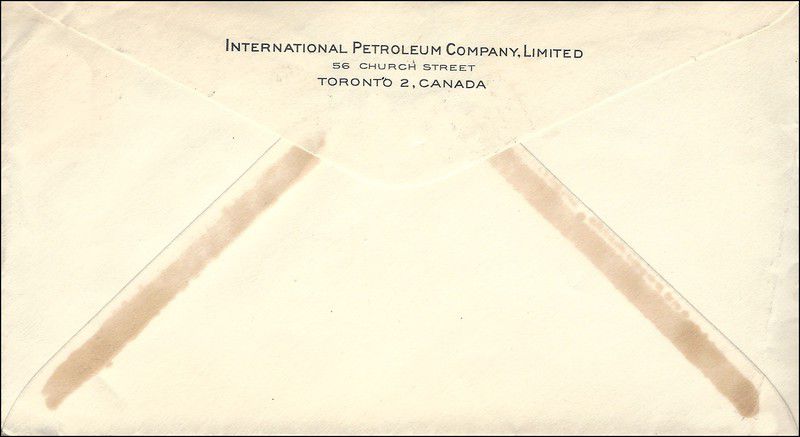 INTERNATIONAL PETROLEUM COMPANY, LIMITED
56 CHURCH STREET
TORONTO 2, CANADA